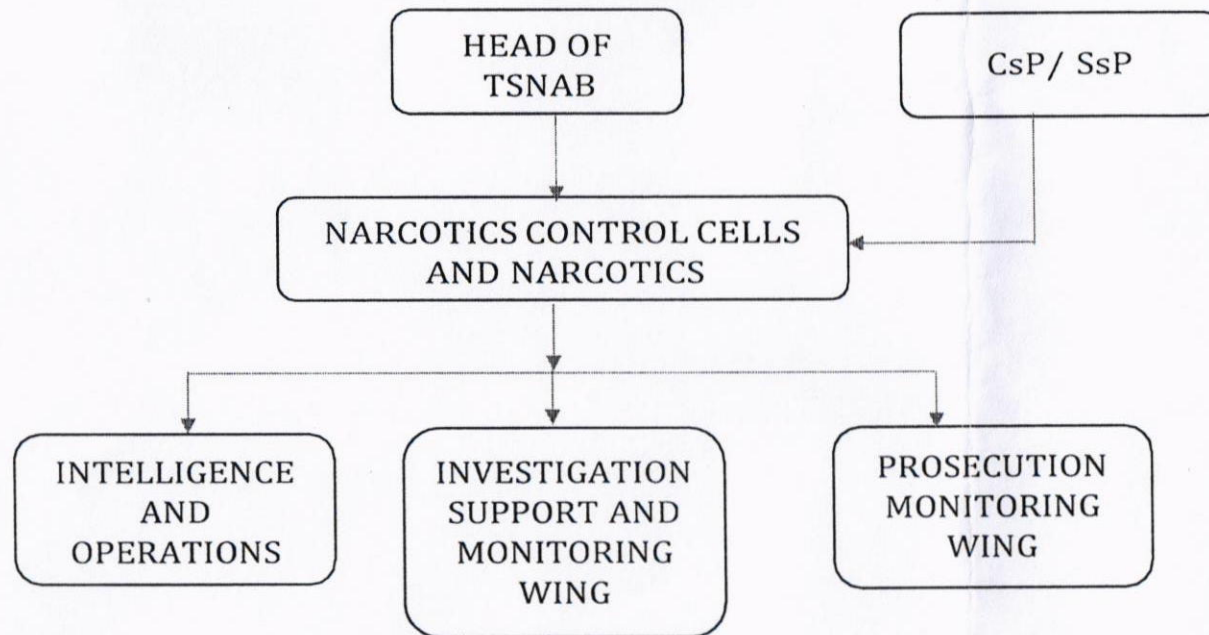 HEAD OF
TSNAB
CsP/ SsP
NARCOTICS CONTROL CELLS
AND NARCOTICS
INTELLIGENCE
AND
OPERATIONS
INVESTIGATION
SUPPORT AND
MONITORING
WING
PROSECUTION
MONITORING
WING